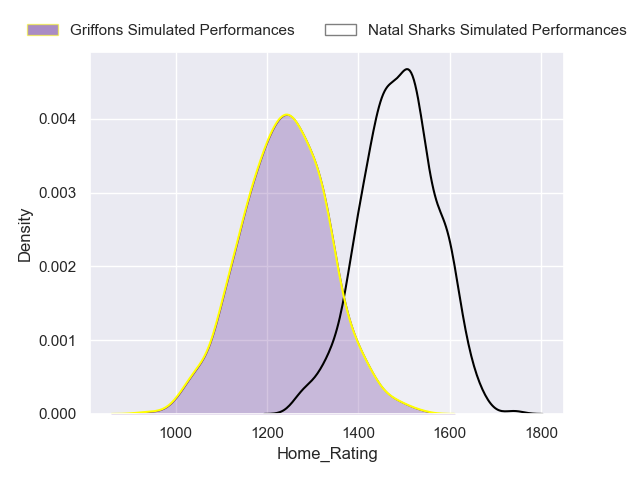 Griffons Simulated Performances Natal Sharks Simulated Performances
0.004
0.003
0.002
0.001
0.000
Density
1000 1200 1400 1600 1800
Home_Rating